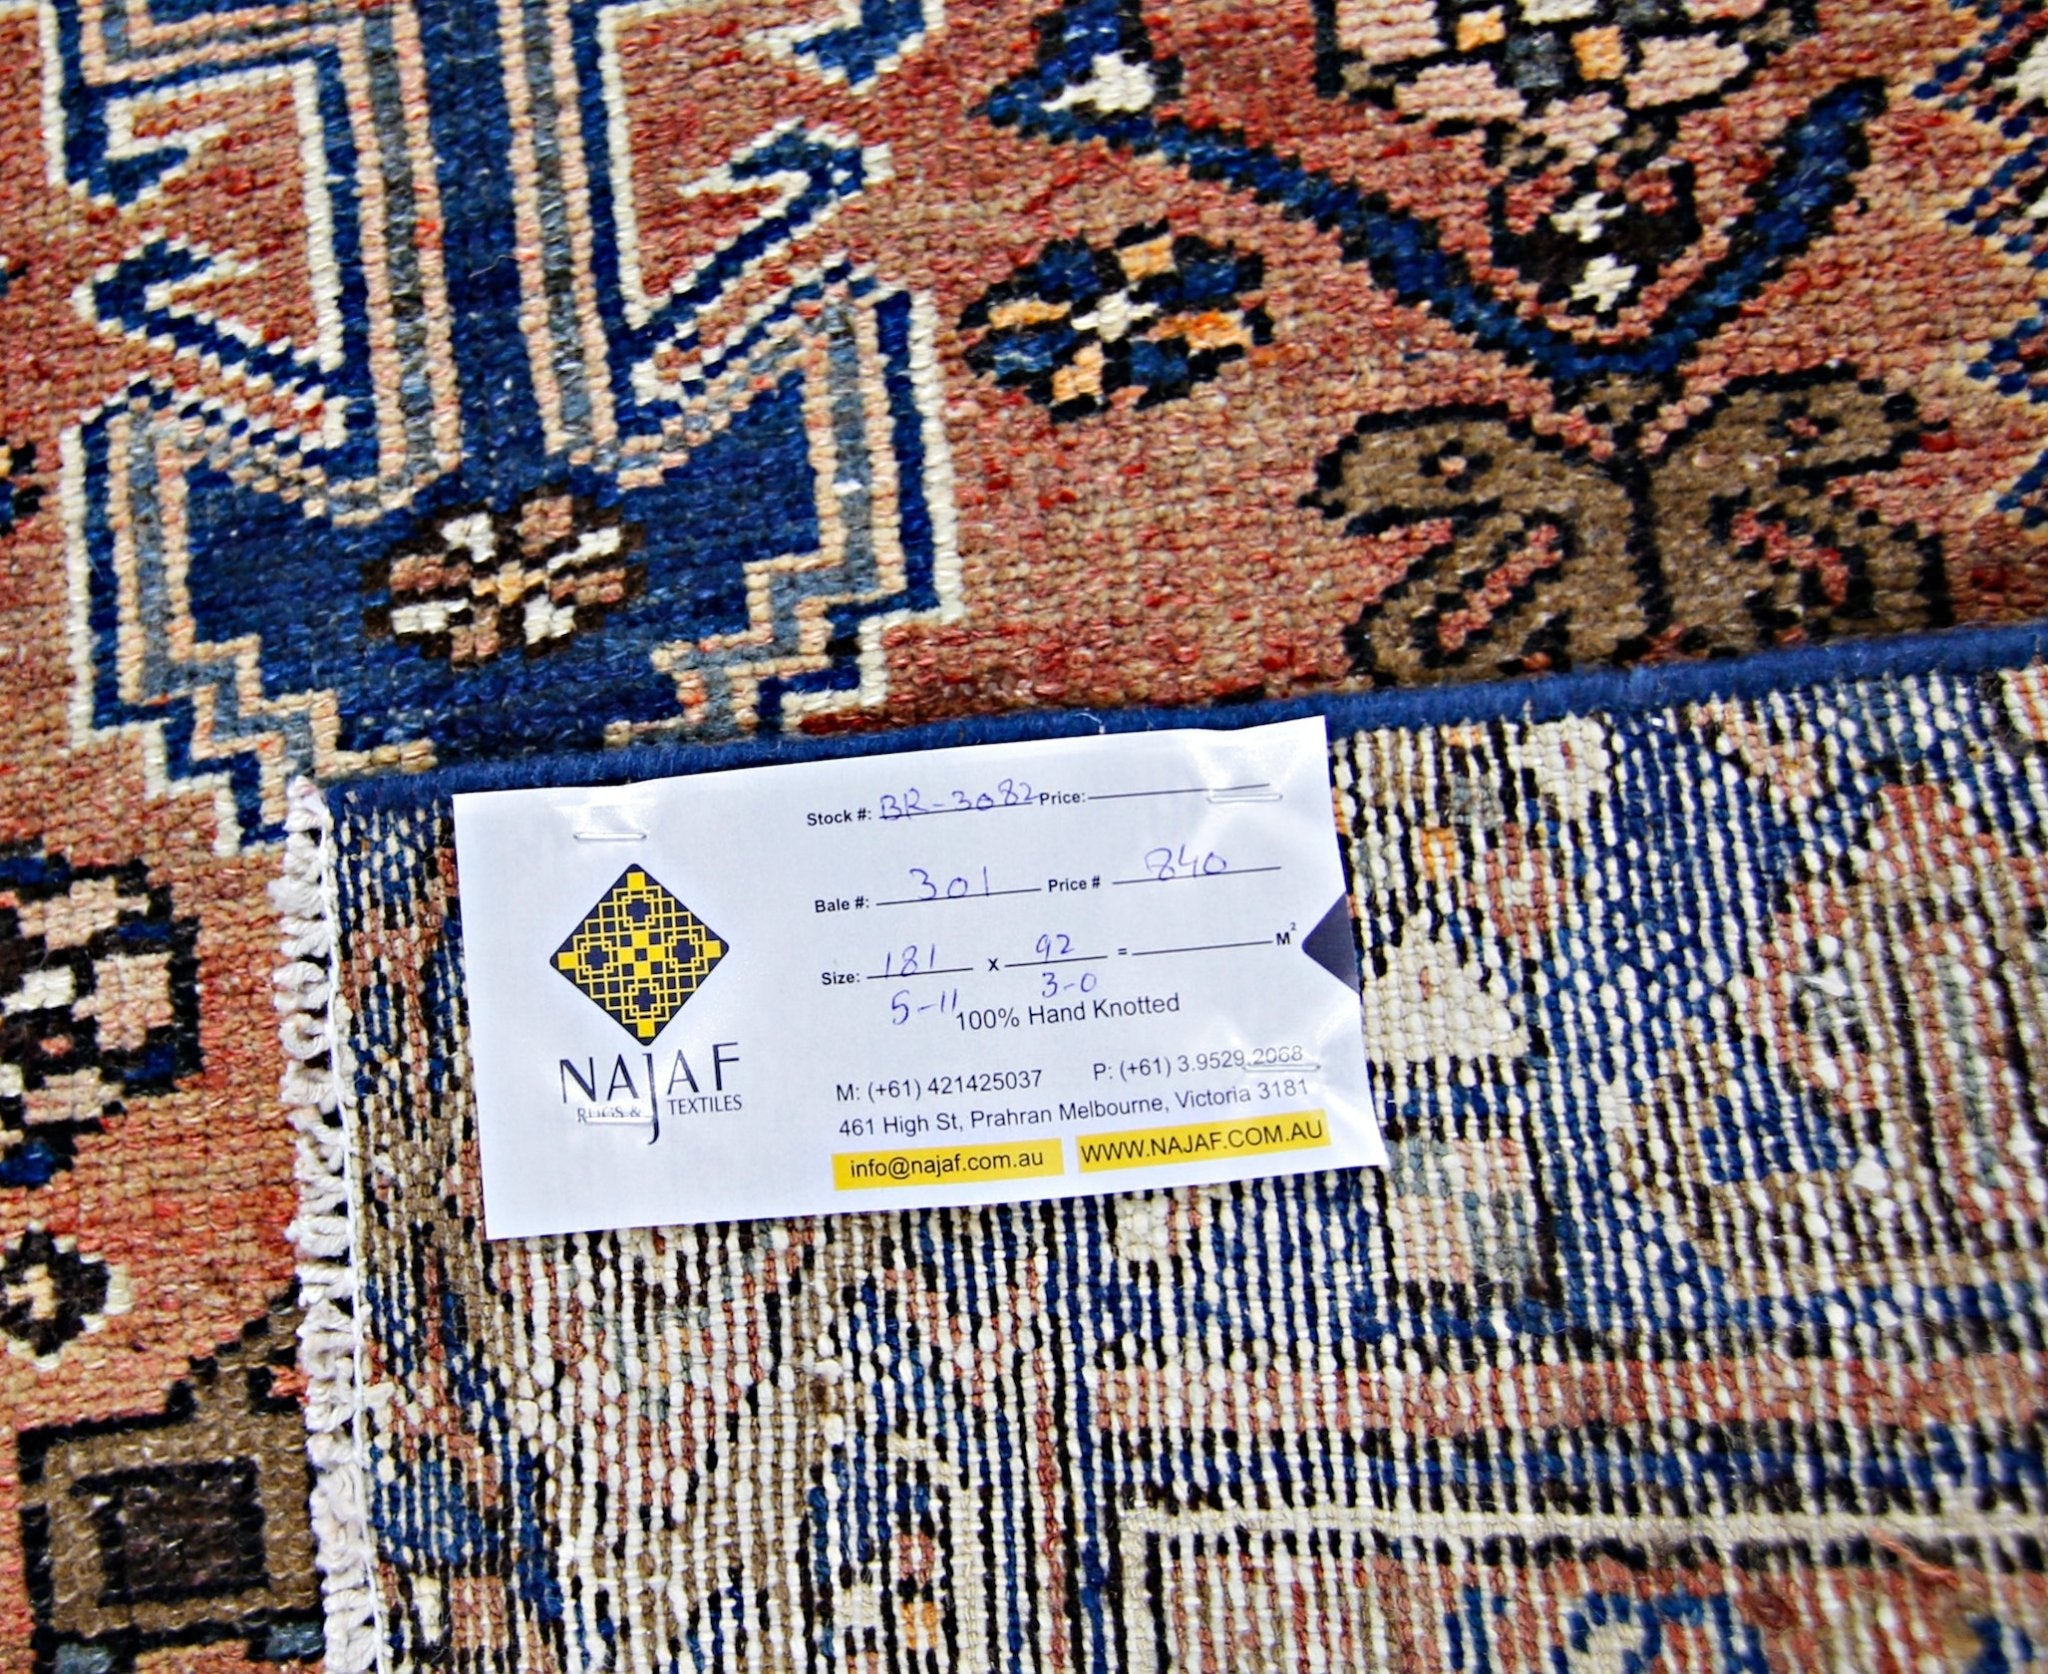 Stock #: BR-3082 Price:
Bale #: 301 Price # 840
Size: 181 x 92 = M²
5-11 3-0
100% Hand Knotted
NAJAF
RUGS & TEXTILES
M: (+61) 421425037 P: (+61) 3.9529.2068
461 High St, Prahran Melbourne, Victoria 3181
info@najaf.com.au WWW.NAJAF.COM.AU